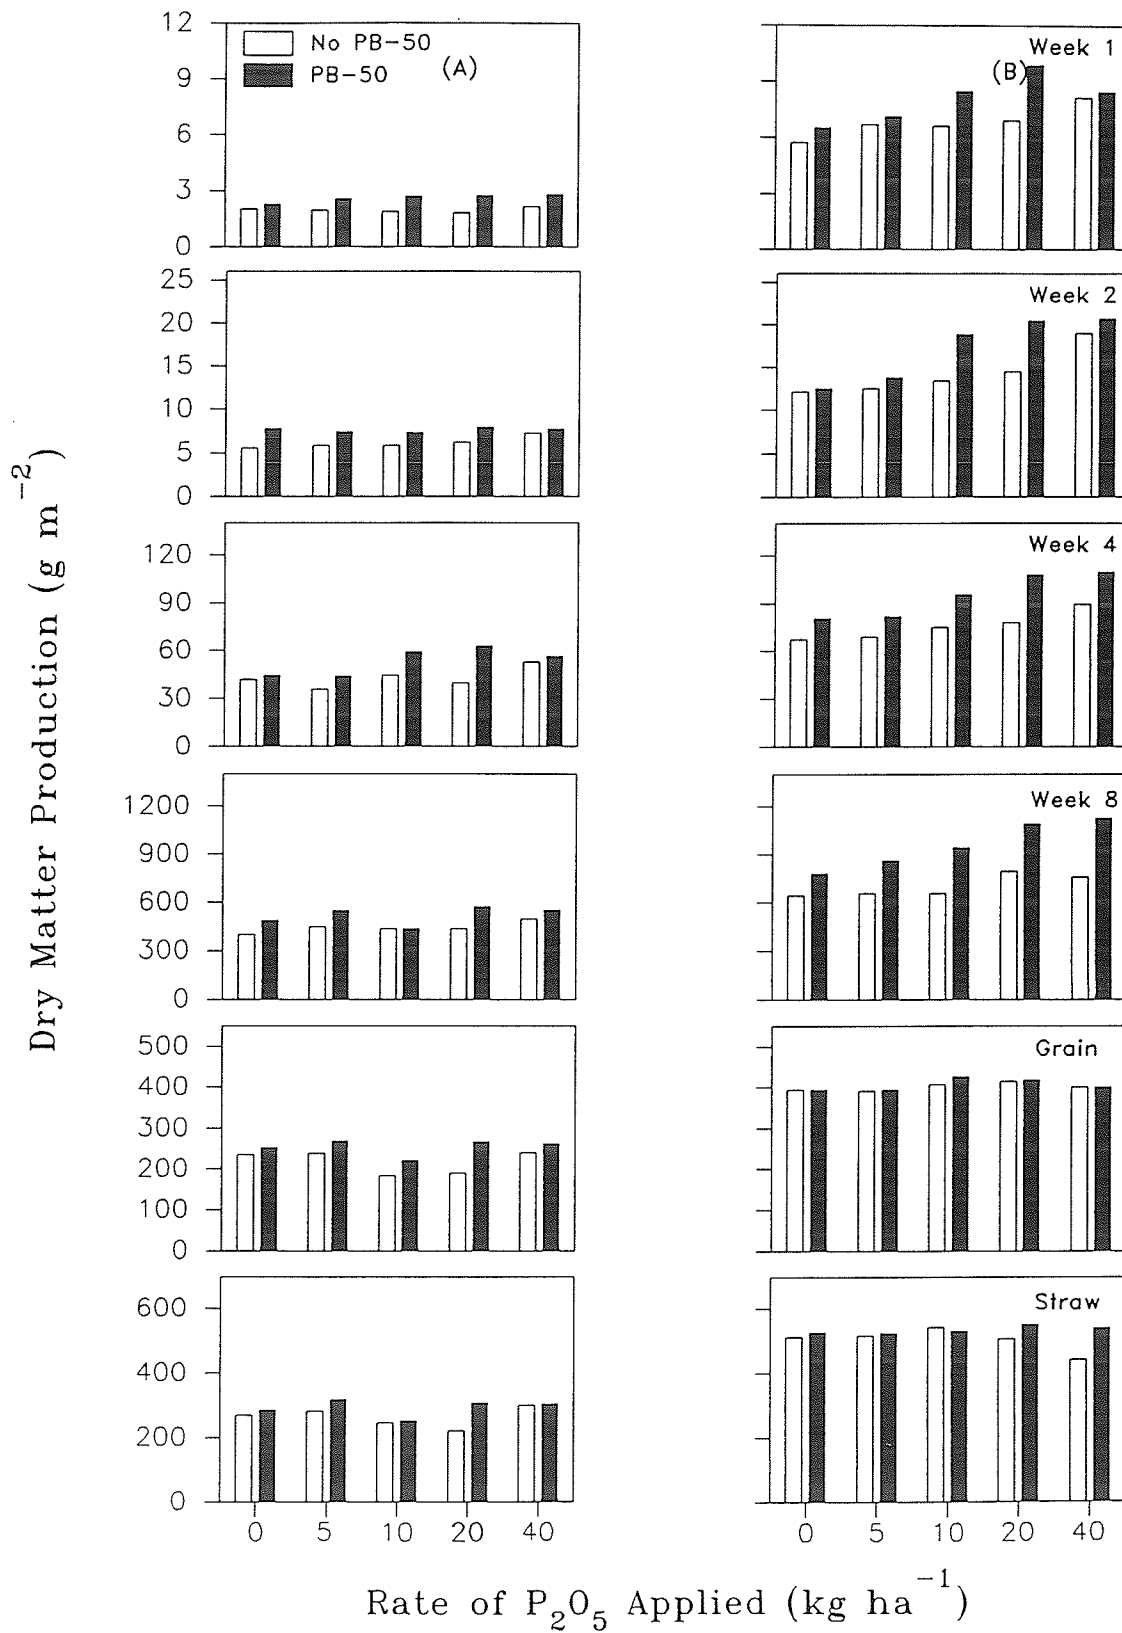 Dry Matter Production (g m⁻²)
12
9
6
3
0
No PB-50
PB-50
(A)
Week 1
(B)
25
20
15
10
5
0
Week 2
120
90
60
30
0
Week 4
1200
900
600
300
0
Week 8
500
400
300
200
100
0
Grain
600
400
200
0
Straw
0 5 10 20 40
0 5 10 20 40
Rate of P₂O₅ Applied (kg ha⁻¹)